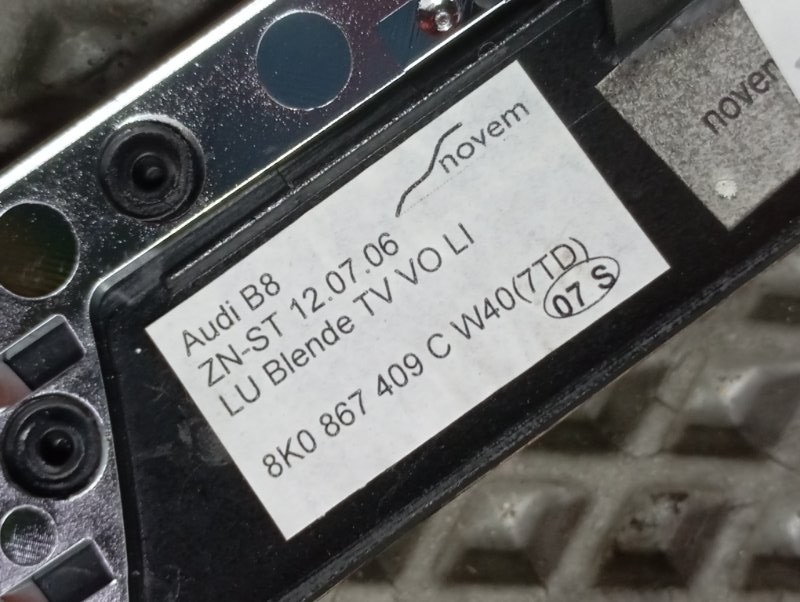 novem
Audi B8
ZN-ST 12.07.06
LU Blende TV VO LI
8K0 867 409 C W40(7TD)
07 S
novem